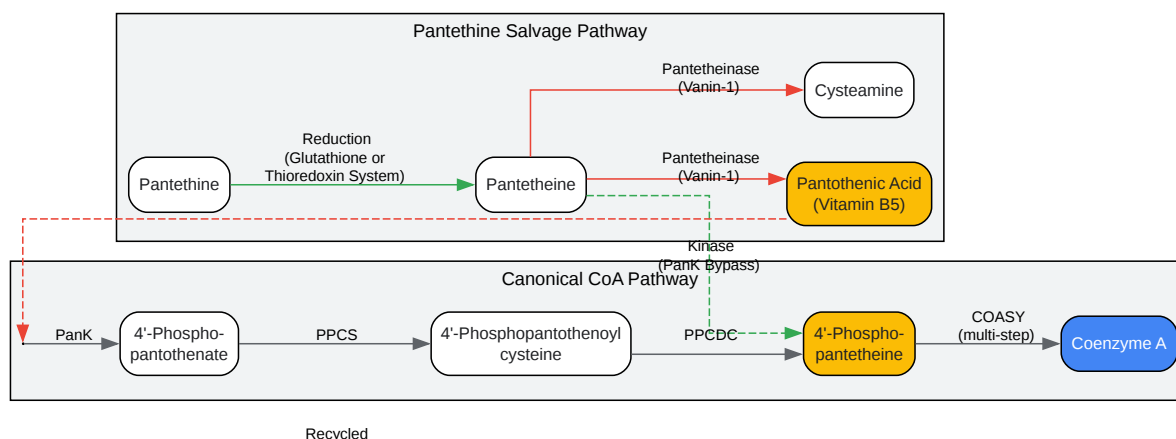 Pantethine Salvage Pathway
Pantetheinase
(Vanin-1)
Cysteamine
Reduction
(Glutathione or
Thioredoxin System)
Pantethine
Pantetheine
Pantetheinase
(Vanin-1)
Pantothenic Acid
(Vitamin B5)
Kinase
(PanK Bypass)
Canonical CoA Pathway
PanK
4'-Phospho-
pantothenate
PPCS
4'-Phosphopantothenoyl
cysteine
PPCDC
4'-Phospho-
pantetheine
COASY
(multi-step)
Coenzyme A
Recycled